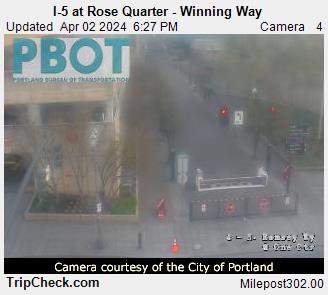 I-5 at Rose Quarter - Winning Way
Updated Apr 02 2024 6:27 PM Camera 4
PBOT
PORTLAND BUREAU OF TRANSPORTATION
Camera courtesy of the City of Portland
TripCheck.com Milepost302.00